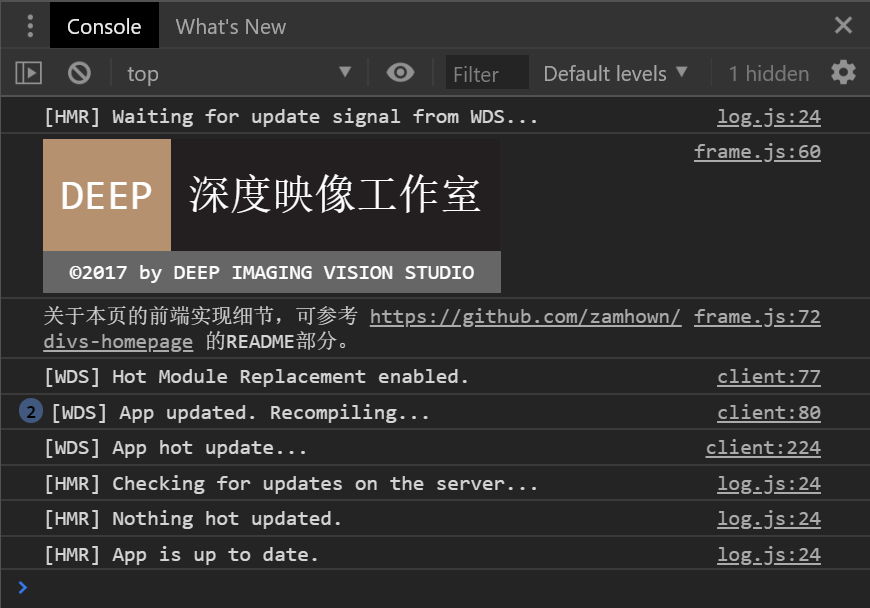 Console What's New
top Filter Default levels 1 hidden
[HMR] Waiting for update signal from WDS... log.js:24
frame.js:60
DEEP 深度映像工作室
©2017 by DEEP IMAGING VISION STUDIO
关于本页的前端实现细节，可参考 https://github.com/zamhown/ frame.js:72
divs-homepage 的README部分。
[WDS] Hot Module Replacement enabled. client:77
2 [WDS] App updated. Recompiling... client:80
[WDS] App hot update... client:224
[HMR] Checking for updates on the server... log.js:24
[HMR] Nothing hot updated. log.js:24
[HMR] App is up to date. log.js:24